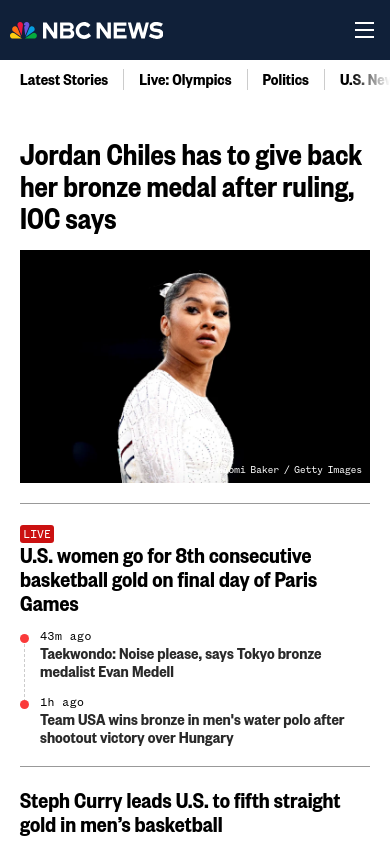 NBC NEWS
Latest Stories
Live: Olympics
Politics
U.S.
Jordan Chiles has to give back
her bronze medal after ruling,
IOC says
Baker / Getty Images
LIVE
U.S. women go for 8th consecutive
basketball gold on final day of Paris
Games
43m ago
Taekwondo: Noise please, says Tokyo bronze
medalist Evan Medell
1h ago
Team USA wins bronze in men's water polo after
shootout victory over Hungary
Steph Curry leads U.S. to fifth straight
gold in men’s basketball